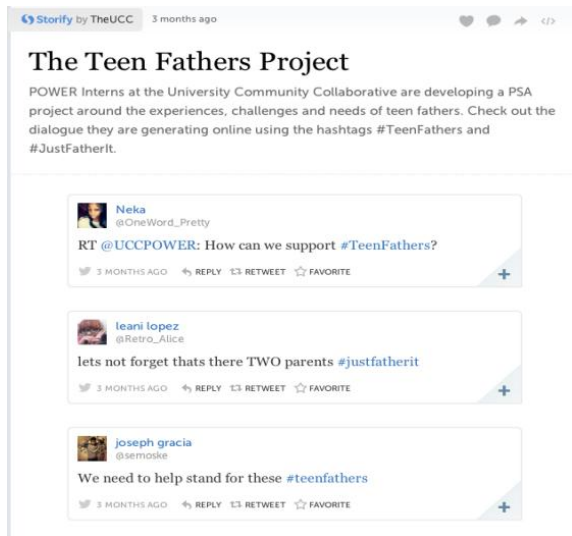 Storify by TheUCC 3 months ago
The Teen Fathers Project
POWER Interns at the University Community Collaborative are developing a PSA
project around the experiences, challenges and needs of teen fathers. Check out the
dialogue they are generating online using the hashtags #TeenFathers and
#JustFatherIt.
Neka
@OneWord_Pretty
RT @UCCPOWER: How can we support #TeenFathers?
3 MONTHS AGO REPLY RETWEET FAVORITE
leani lopez
@Retro_Alice
lets not forget thats there TWO parents #justfatherit
3 MONTHS AGO REPLY RETWEET FAVORITE
joseph gracia
@semoske
We need to help stand for these #teenfathers
3 MONTHS AGO REPLY RETWEET FAVORITE